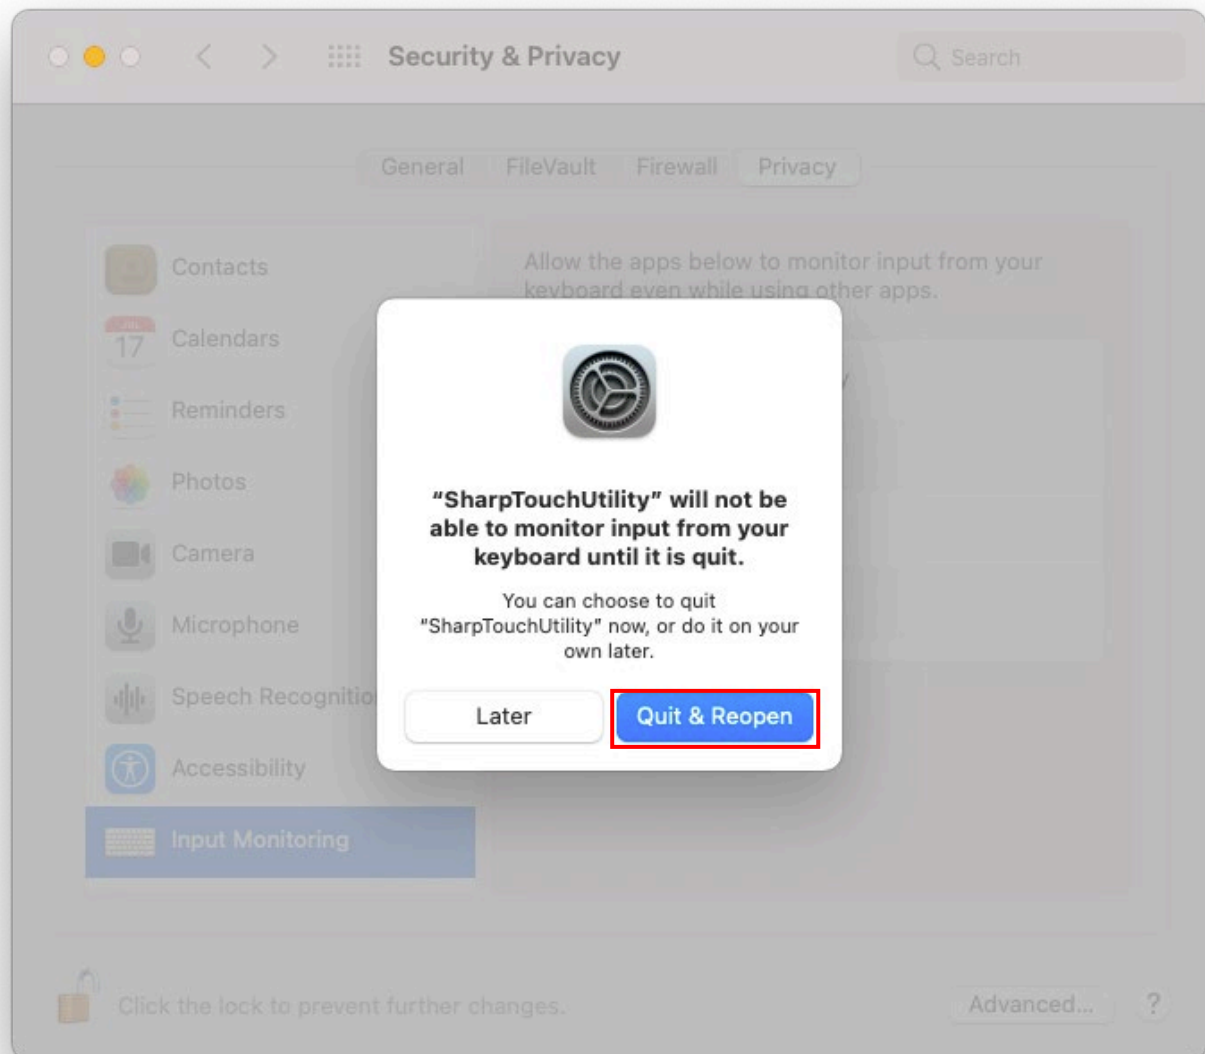 Security & Privacy
Search
General
FileVault
Firewall
Privacy
Contacts
JUL
17
Calendars
Reminders
Photos
Camera
Microphone
Speech Recognitio
Accessibility
Input Monitoring
Allow the apps below to monitor input from your
keyboard even while using other apps.
“SharpTouchUtility” will not be
able to monitor input from your
keyboard until it is quit.
You can choose to quit
“SharpTouchUtility” now, or do it on your
own later.
Later
Quit & Reopen
Click the lock to prevent further changes.
Advanced...
?